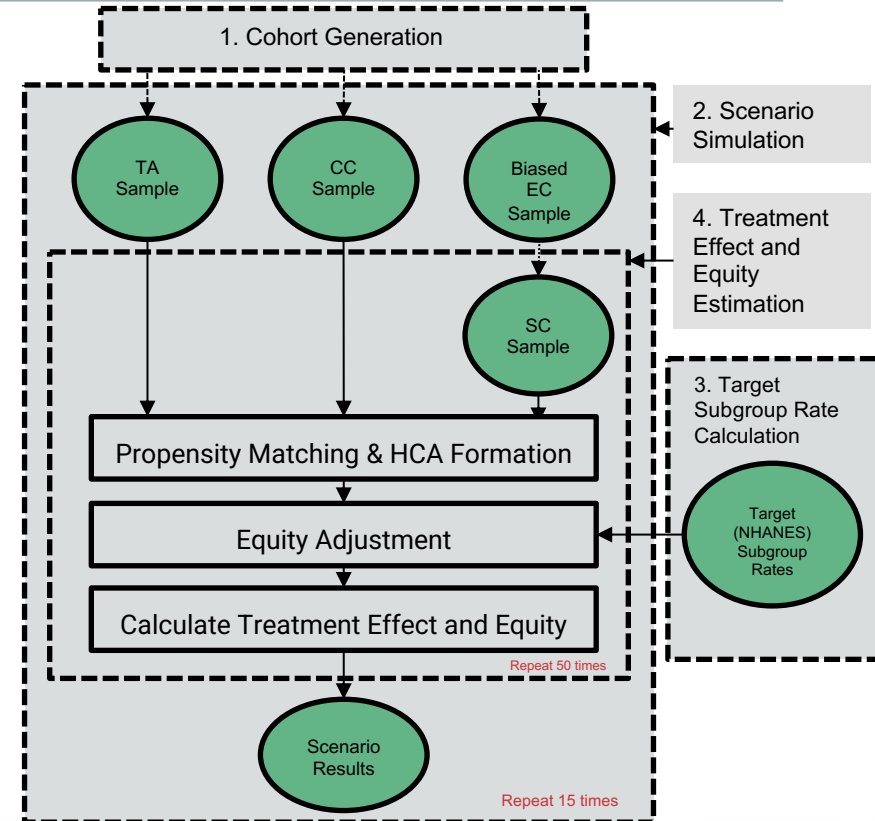 1. Cohort Generation
2. Scenario
Simulation
TA
Sample
CC
Sample
Biased
EC
Sample
4. Treatment
Effect and
Equity
Estimation
SC
Sample
3. Target
Subgroup Rate
Calculation
Propensity Matching & HCA Formation
Target
(NHANES)
Subgroup
Rates
Equity Adjustment
Calculate Treatment Effect and Equity
Repeat 50 times
Scenario
Results
Repeat 15 times